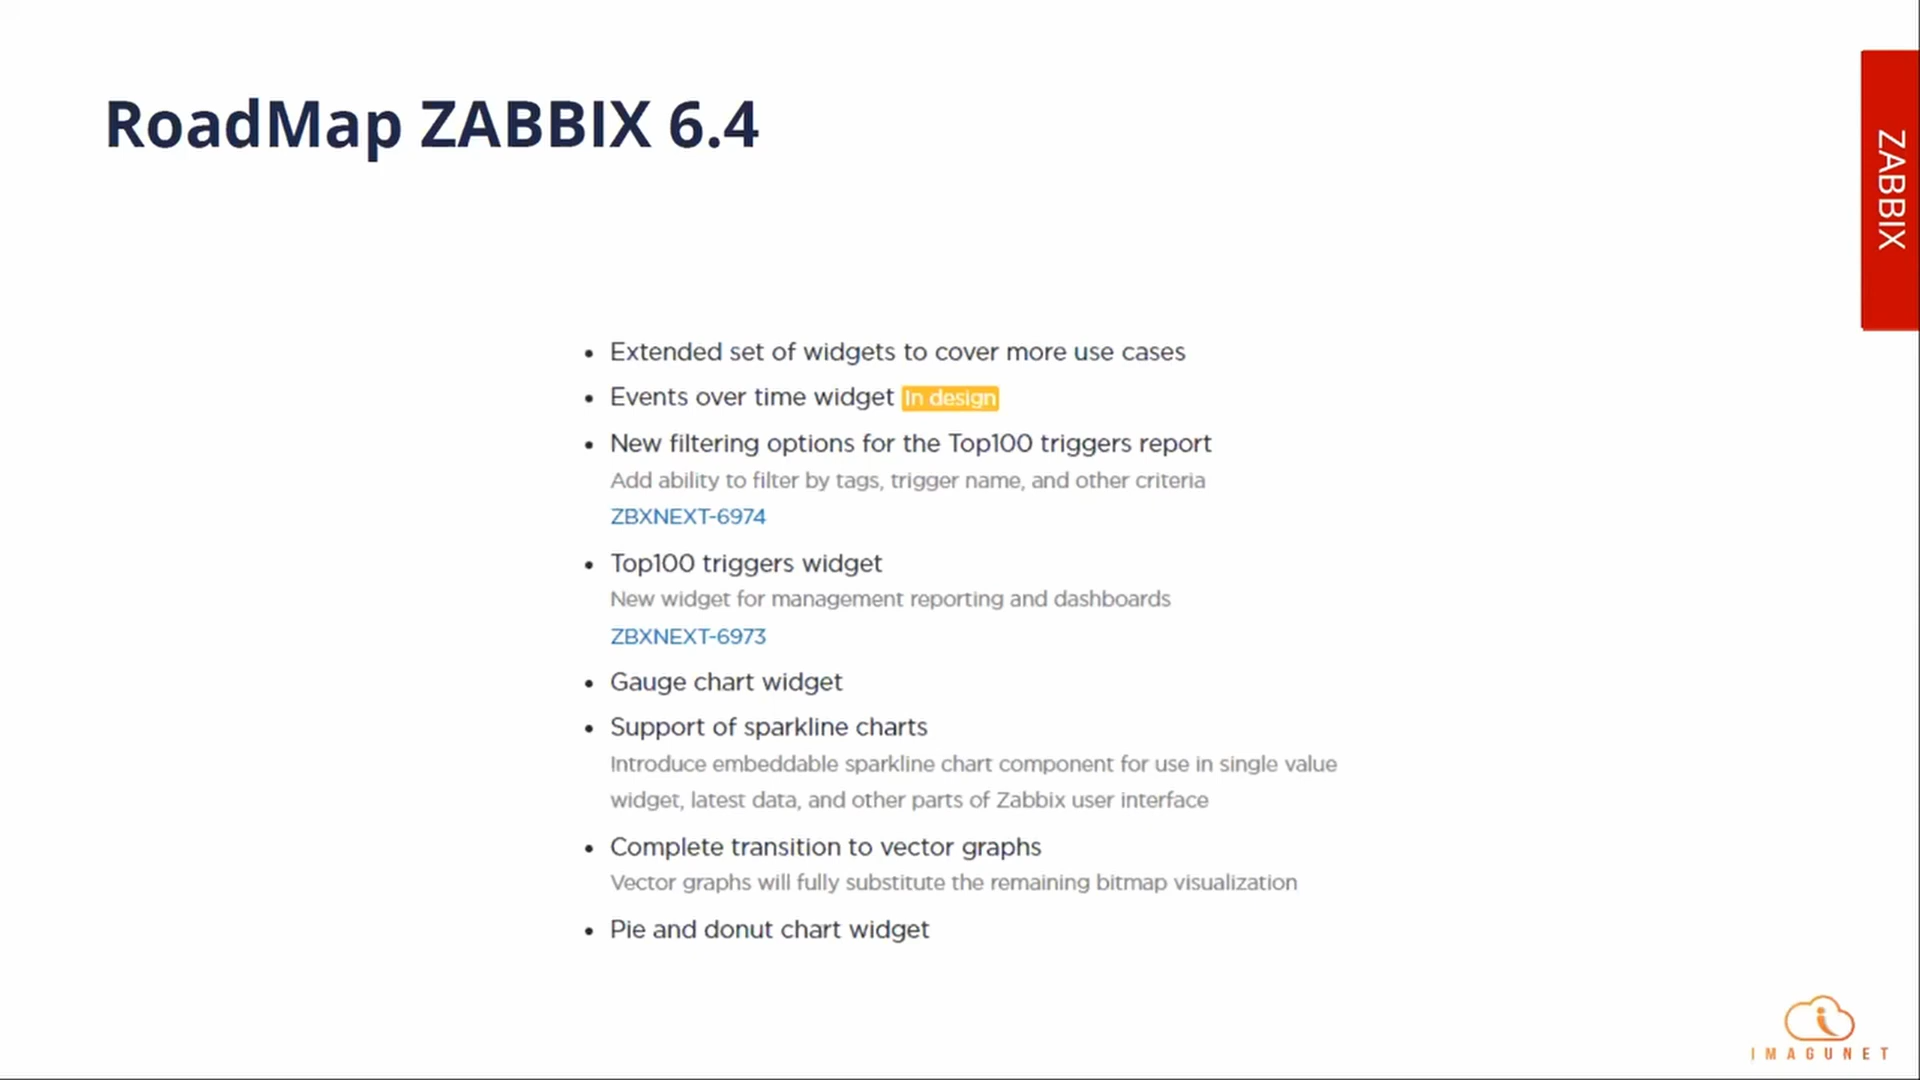 RoadMap ZABBIX 6.4
ZABBIX
• Extended set of widgets to cover more use cases
• Events over time widget In design
• New filtering options for the Top100 triggers report
Add ability to filter by tags, trigger name, and other criteria
ZBXNEXT-6974
• Top100 triggers widget
New widget for management reporting and dashboards
ZBXNEXT-6973
• Gauge chart widget
• Support of sparkline charts
Introduce embeddable sparkline chart component for use in single value
widget, latest data, and other parts of Zabbix user interface
• Complete transition to vector graphs
Vector graphs will fully substitute the remaining bitmap visualization
• Pie and donut chart widget
IMAGUNET